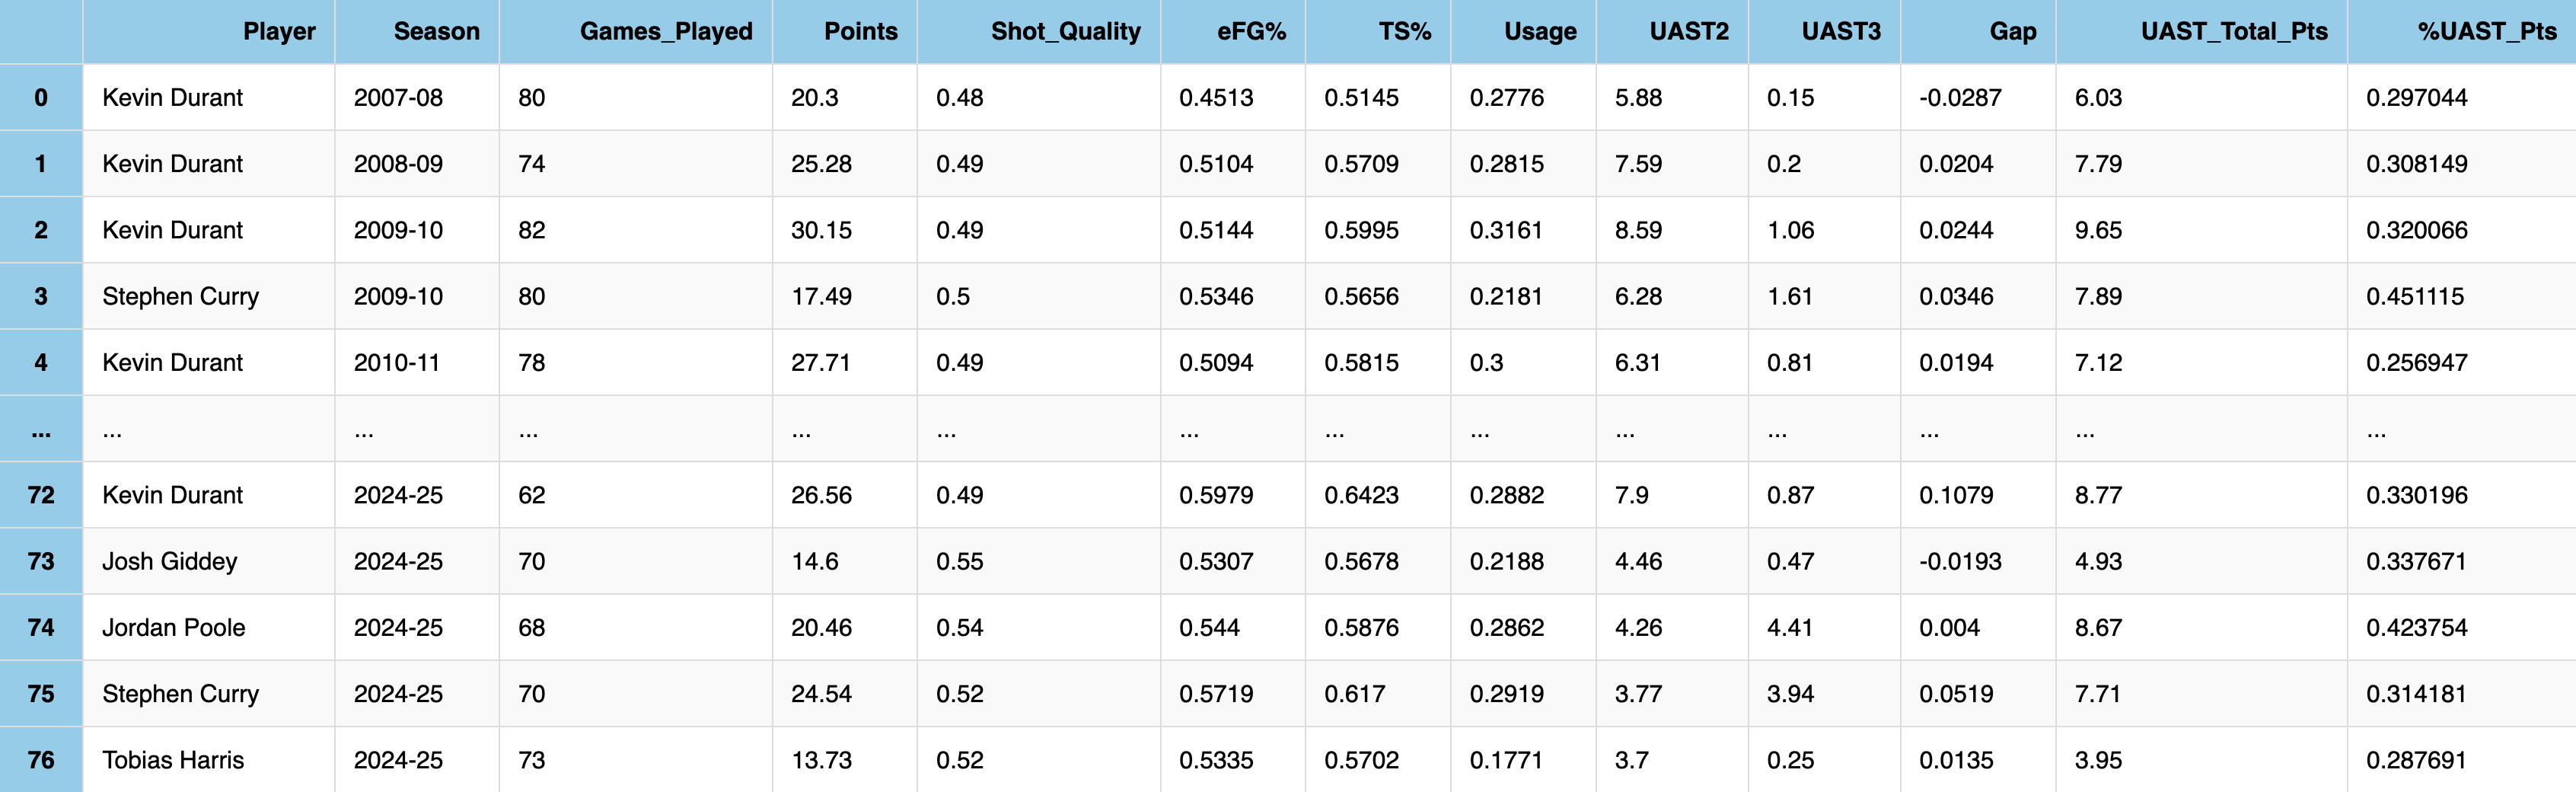 Player Season Games_Played Points Shot_Quality eFG% TS% Usage UAST2 UAST3 Gap UAST_Total_Pts %UAST_Pts
0 Kevin Durant 2007-08 80 20.3 0.48 0.4513 0.5145 0.2776 5.88 0.15 -0.0287 6.03 0.297044
1 Kevin Durant 2008-09 74 25.28 0.49 0.5104 0.5709 0.2815 7.59 0.2 0.0204 7.79 0.308149
2 Kevin Durant 2009-10 82 30.15 0.49 0.5144 0.5995 0.3161 8.59 1.06 0.0244 9.65 0.320066
3 Stephen Curry 2009-10 80 17.49 0.5 0.5346 0.5656 0.2181 6.28 1.61 0.0346 7.89 0.451115
4 Kevin Durant 2010-11 78 27.71 0.49 0.5094 0.5815 0.3 6.31 0.81 0.0194 7.12 0.256947
... ... ... ... ... ... ... ... ... ... ... ... ... ...
72 Kevin Durant 2024-25 62 26.56 0.49 0.5979 0.6423 0.2882 7.9 0.87 0.1079 8.77 0.330196
73 Josh Giddey 2024-25 70 14.6 0.55 0.5307 0.5678 0.2188 4.46 0.47 -0.0193 4.93 0.337671
74 Jordan Poole 2024-25 68 20.46 0.54 0.544 0.5876 0.2862 4.26 4.41 0.004 8.67 0.423754
75 Stephen Curry 2024-25 70 24.54 0.52 0.5719 0.617 0.2919 3.77 3.94 0.0519 7.71 0.314181
76 Tobias Harris 2024-25 73 13.73 0.52 0.5335 0.5702 0.1771 3.7 0.25 0.0135 3.95 0.287691